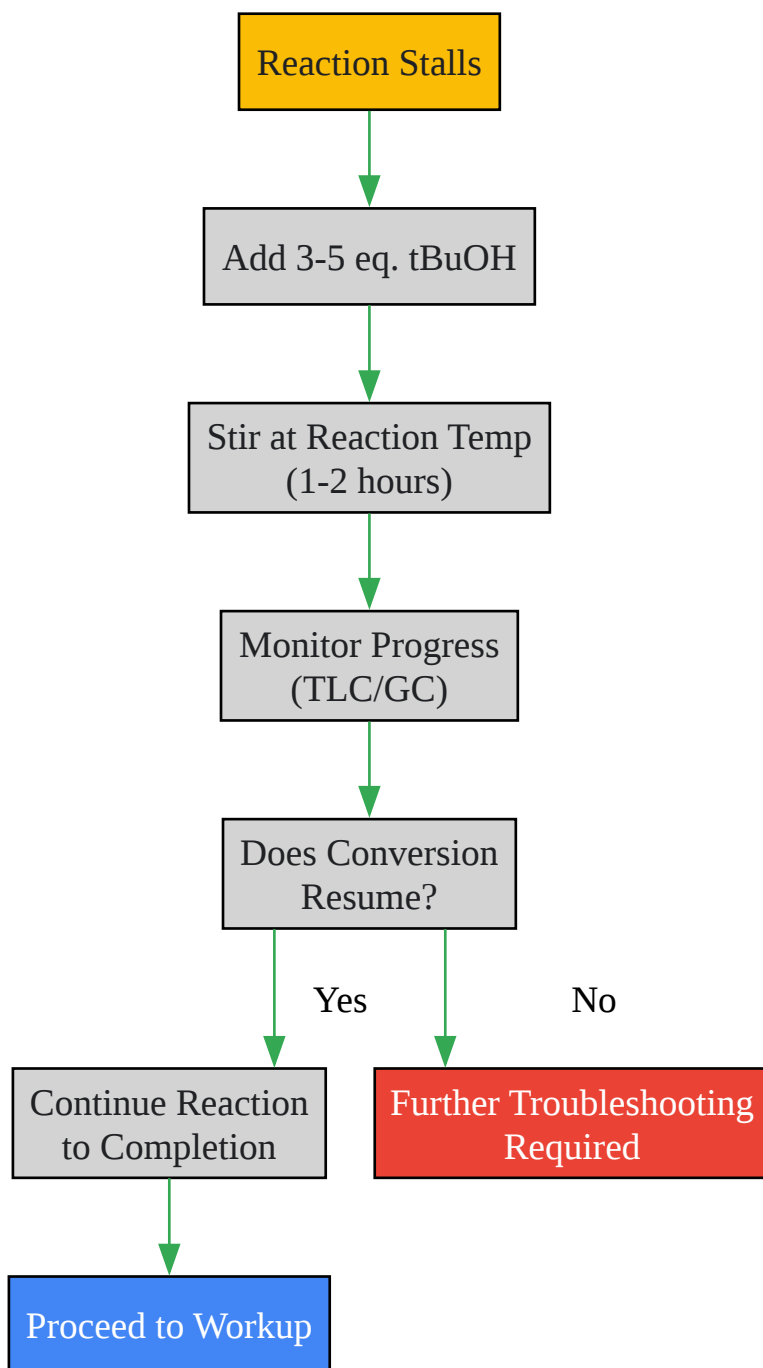 Reaction Stalls
Add 3-5 eq. tBuOH
Stir at Reaction Temp
(1-2 hours)
Monitor Progress
(TLC/GC)
Does Conversion
Resume?
Yes
No
Continue Reaction
to Completion
Further Troubleshooting
Required
Proceed to Workup